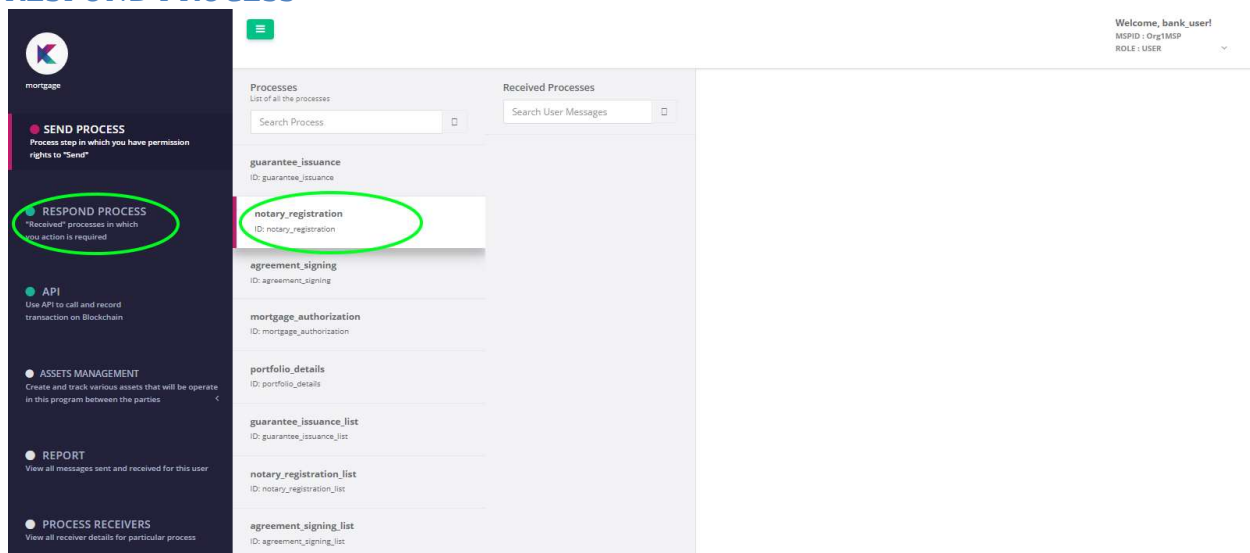 RESPOND PROCESS
Welcome, bank_user!
MSPID : Org1MSP
ROLE : USER
mortgage
SEND PROCESS
Process step in which you have permission
rights to "Send"
RESPOND PROCESS
"Received" processes in which
you action is required
API
Use API to call and record
transaction on Blockchain
ASSETS MANAGEMENT
Create and track various assets that will be operate
in this program between the parties
REPORT
View all messages sent and received for this user
PROCESS RECEIVERS
View all receiver details for particular process
Processes
List of all the processes
Search Process
guarantee_issuance
ID: guarantee_issuance
notary_registration
ID: notary_registration
agreement_signing
ID: agreement_signing
mortgage_authorization
ID: mortgage_authorization
portfolio_details
ID: portfolio_details
guarantee_issuance_list
ID: guarantee_issuance_list
notary_registration_list
ID: notary_registration_list
agreement_signing_list
ID: agreement_signing_list
Received Processes
Search User Messages